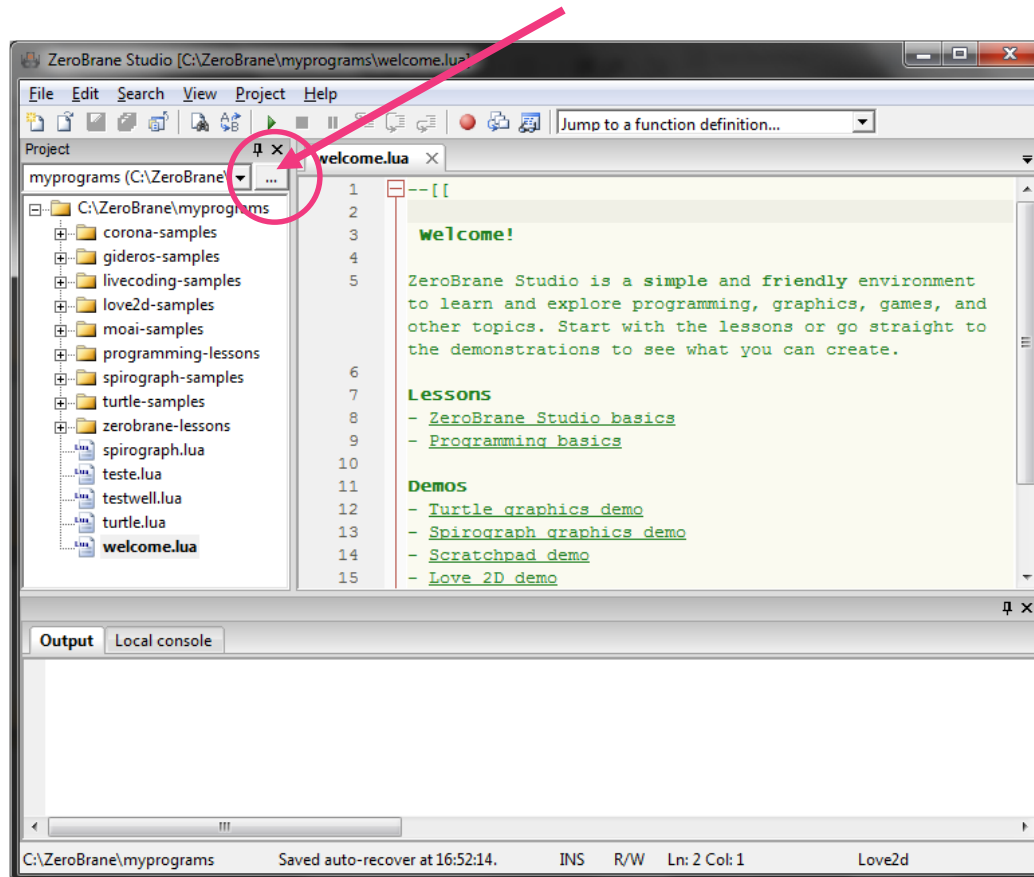 ZeroBrane Studio [C:\ZeroBrane\myprograms\welcome.lua]
File Edit Search View Project Help
Jump to a function definition...
Project
welcome.lua
myprograms (C:\ZeroBrane\
...
C:\ZeroBrane\myprograms
corona-samples
gideros-samples
livecoding-samples
love2d-samples
moai-samples
programming-lessons
spirograph-samples
turtle-samples
zerobrane-lessons
spirograph.lua
teste.lua
testwell.lua
turtle.lua
welcome.lua
1 --[[
2
3 Welcome!
4
5 ZeroBrane Studio is a simple and friendly environment
to learn and explore programming, graphics, games, and
other topics. Start with the lessons or go straight to
the demonstrations to see what you can create.
6
7 Lessons
8 - ZeroBrane Studio basics
9 - Programming basics
10
11 Demos
12 - Turtle graphics demo
13 - Spirograph graphics demo
14 - Scratchpad demo
15 - Love 2D demo
Output Local console
C:\ZeroBrane\myprograms Saved auto-recover at 16:52:14. INS R/W Ln: 2 Col: 1 Love2d